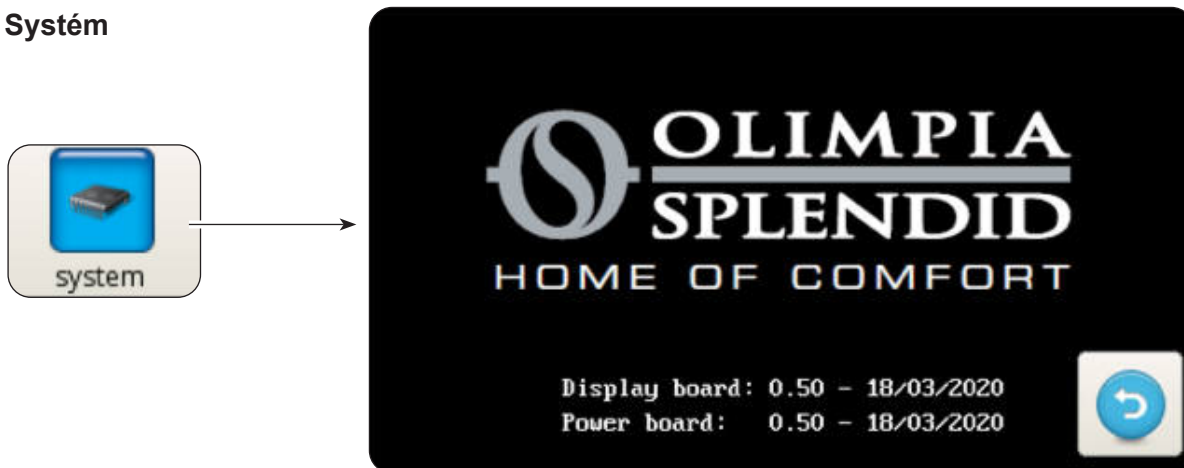 Systém
system
OLIMPIA
SPLENDID
HOME OF COMFORT
Display board: 0.50 - 18/03/2020
Power board: 0.50 - 18/03/2020